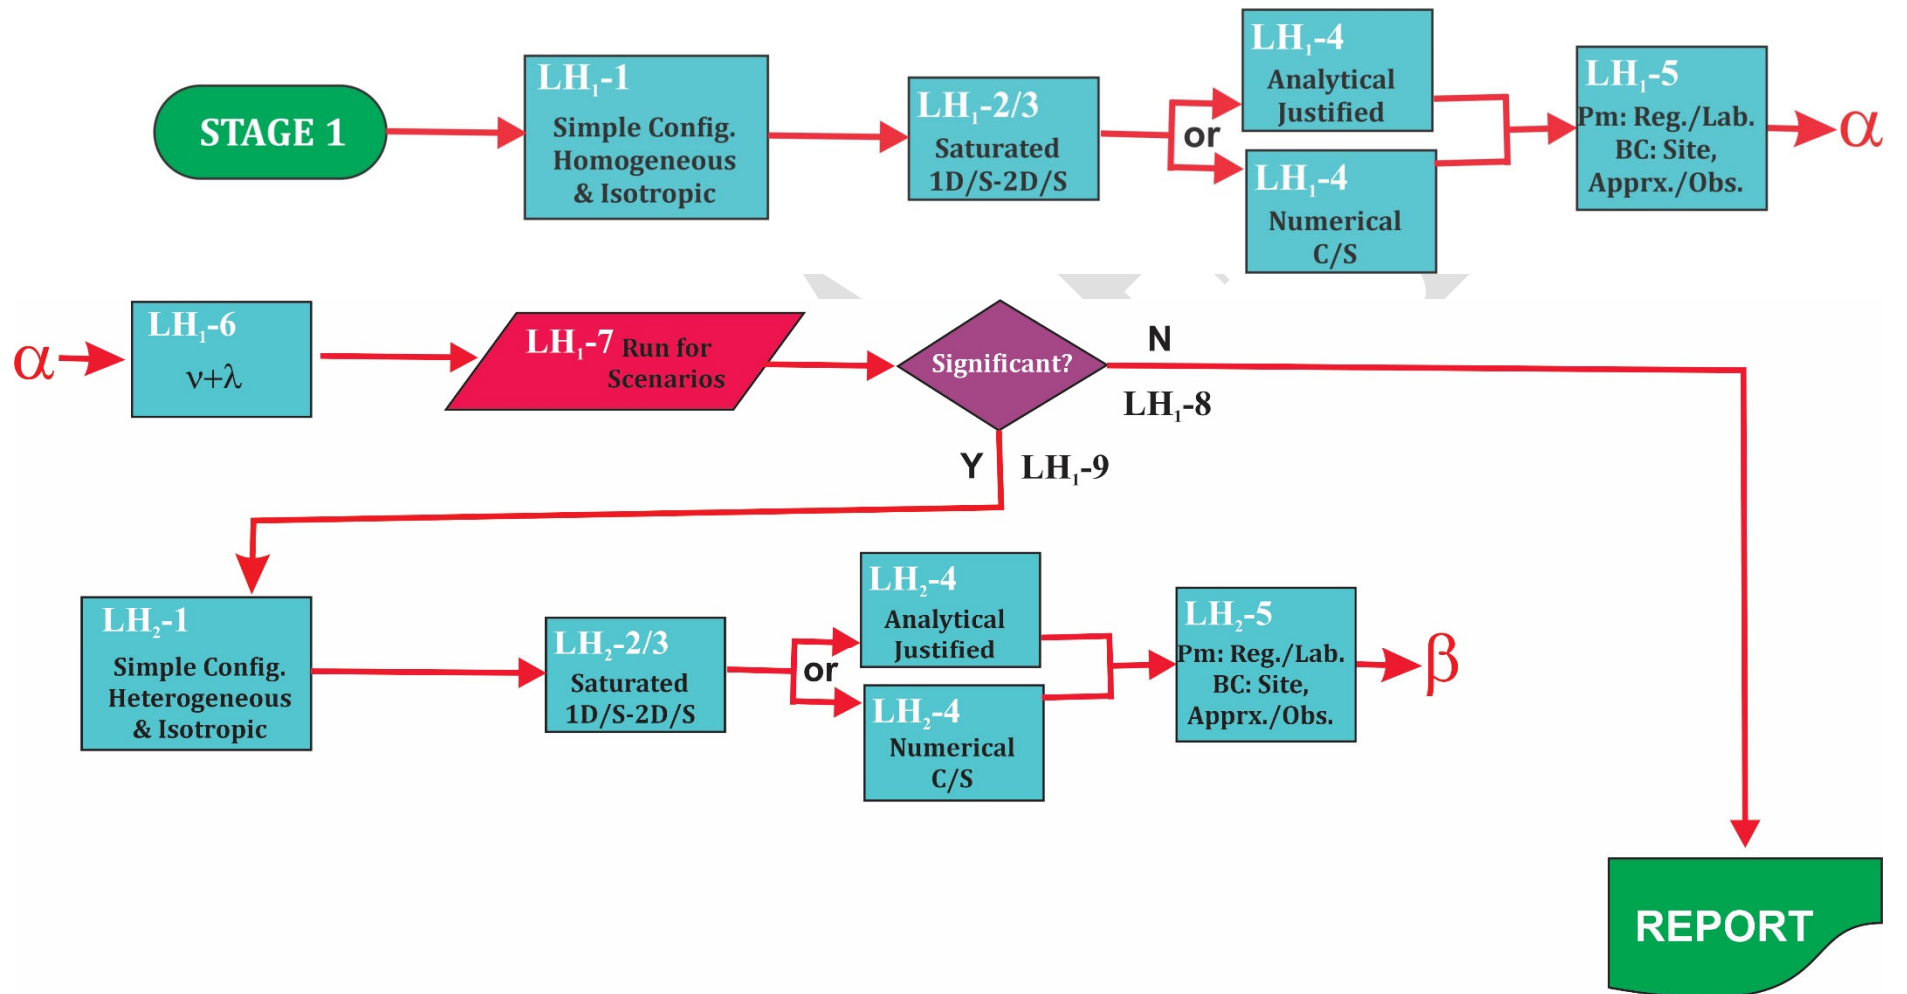 STAGE 1
LH₁-1
Simple Config.
Homogeneous
& Isotropic
LH₁-2/3
Saturated
1D/S-2D/S
or
LH₁-4
Analytical
Justified
LH₁-4
Numerical
C/S
LH₁-5
Pm: Reg./Lab.
BC: Site,
Apprx./Obs.
α
α
LH₁-6
ν+λ
LH₁-7 Run for
Scenarios
Significant?
N
LH₁-8
Y LH₁-9
LH₂-1
Simple Config.
Heterogeneous
& Isotropic
LH₂-2/3
Saturated
1D/S-2D/S
or
LH₂-4
Analytical
Justified
LH₂-4
Numerical
C/S
LH₂-5
Pm: Reg./Lab.
BC: Site,
Apprx./Obs.
β
REPORT